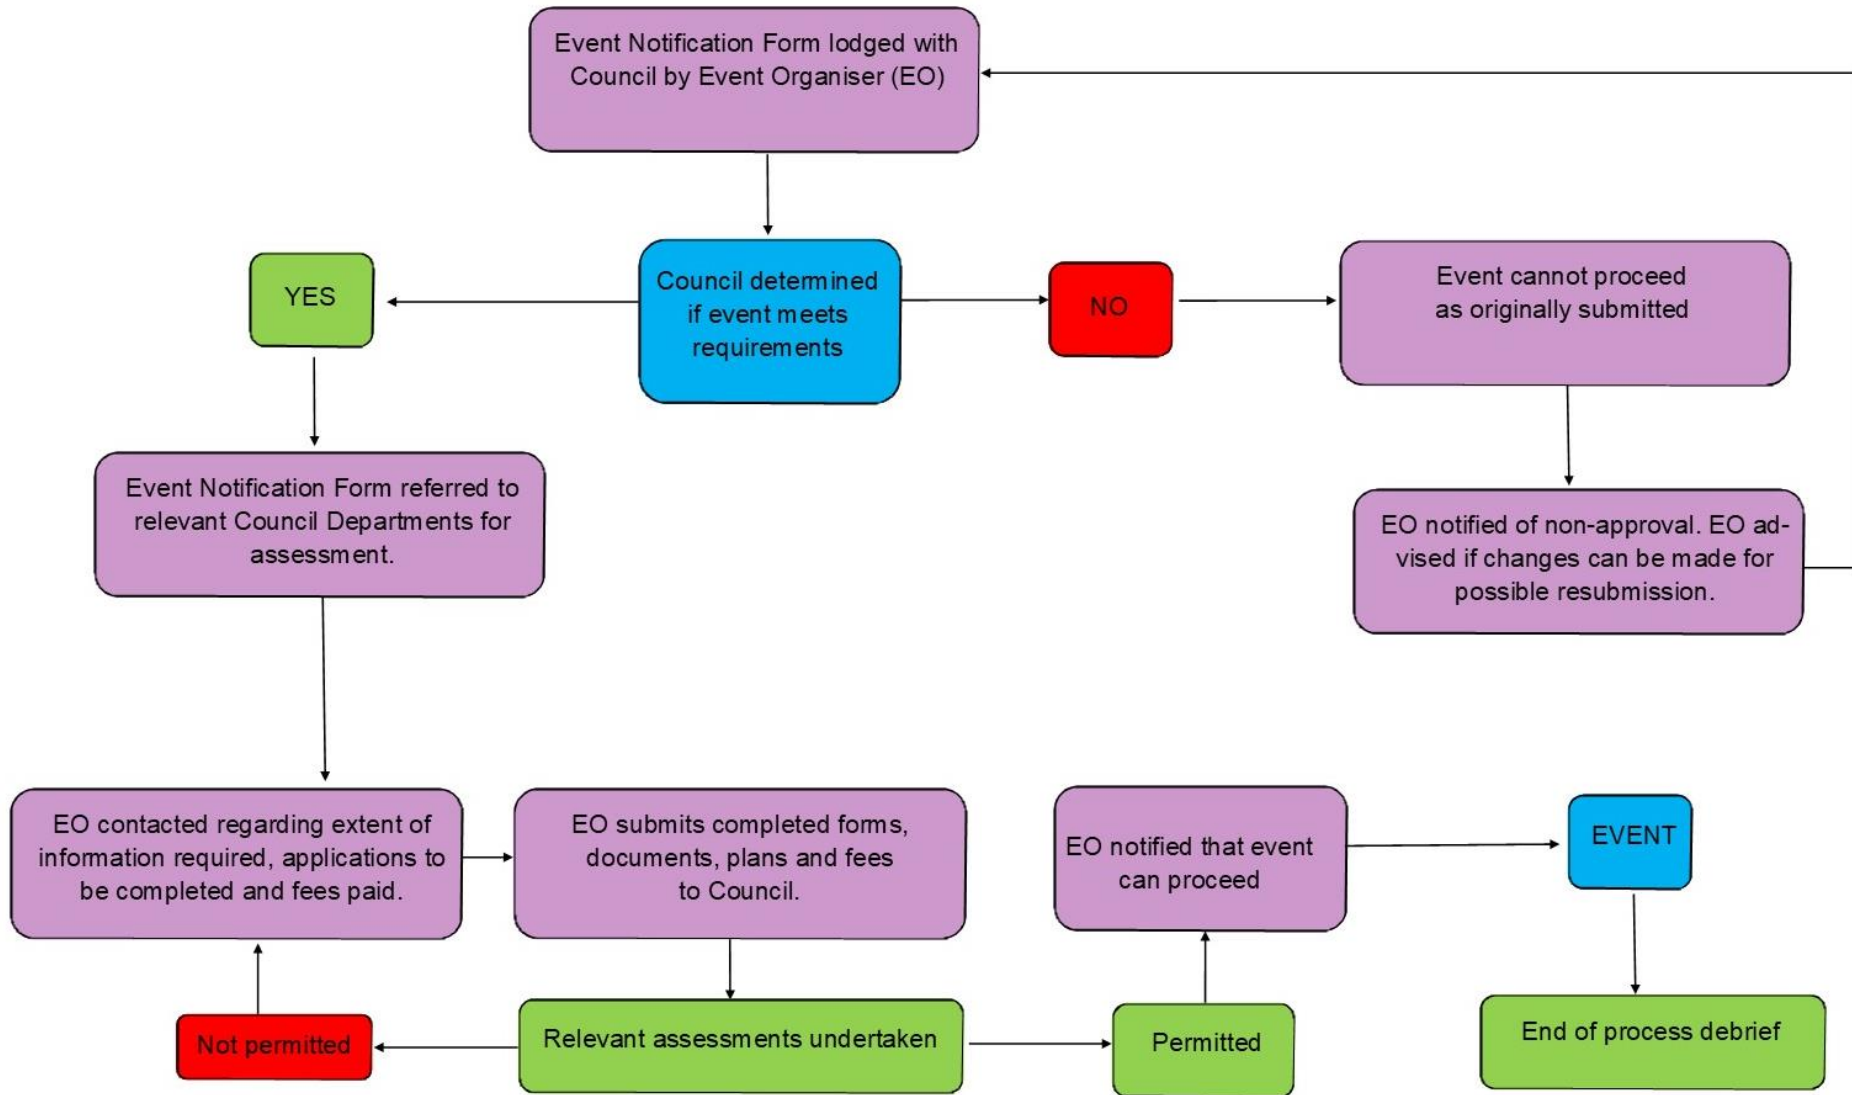 Event Notification Form lodged with
Council by Event Organiser (EO)
YES
Council determined
if event meets
requirements
NO
Event cannot proceed
as originally submitted
Event Notification Form referred to
relevant Council Departments for
assessment.
EO notified of non-approval. EO ad-
vised if changes can be made for
possible resubmission.
EO contacted regarding extent of
information required, applications to
be completed and fees paid.
EO submits completed forms,
documents, plans and fees
to Council.
EO notified that event
can proceed
EVENT
Not permitted
Relevant assessments undertaken
Permitted
End of process debrief